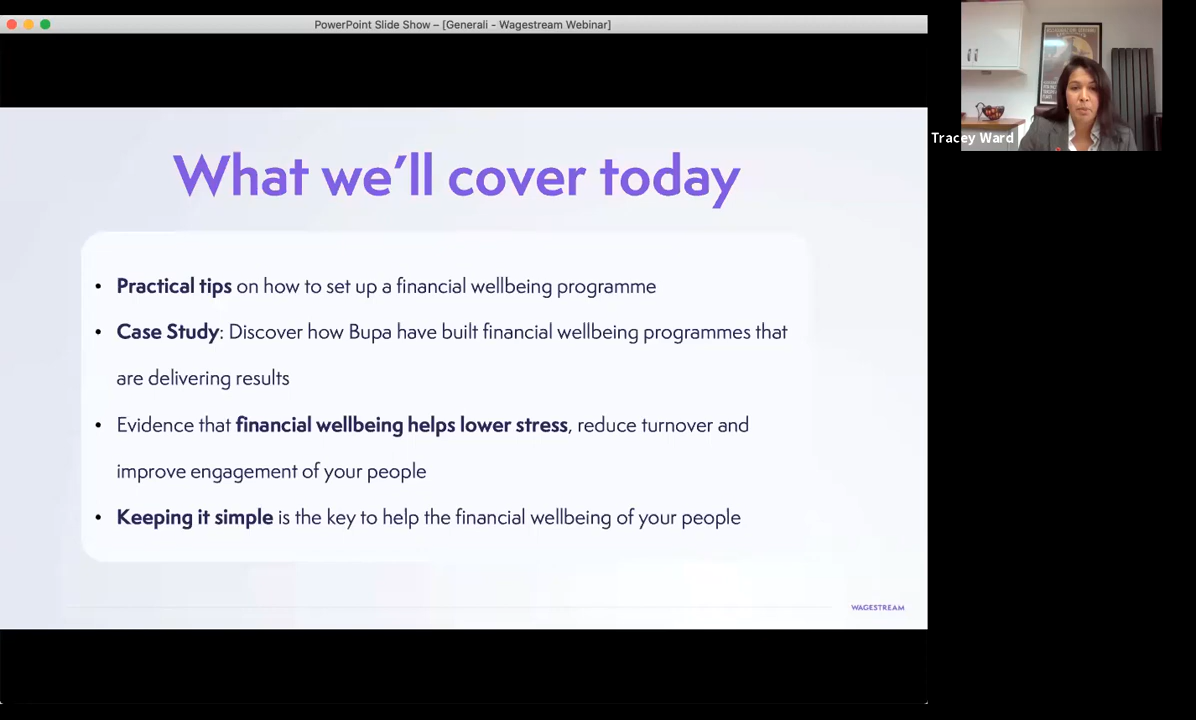 PowerPoint Slide Show – [Generali - Wagestream Webinar]
What we’ll cover today
• Practical tips on how to set up a financial wellbeing programme
• Case Study: Discover how Bupa have built financial wellbeing programmes that
are delivering results
• Evidence that financial wellbeing helps lower stress, reduce turnover and
improve engagement of your people
• Keeping it simple is the key to help the financial wellbeing of your people
WAGESTREAM
Tracey Ward